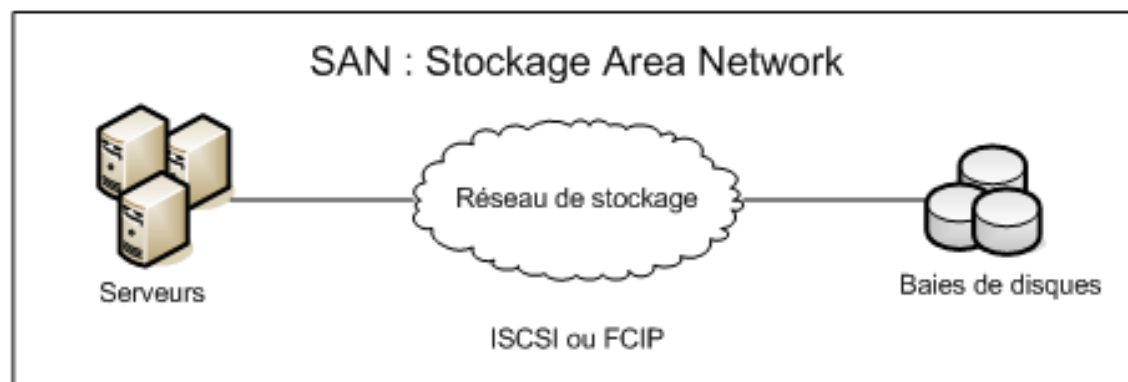 SAN : Stockage Area Network
Réseau de stockage
Serveurs
Baies de disques
ISCSI ou FCIP